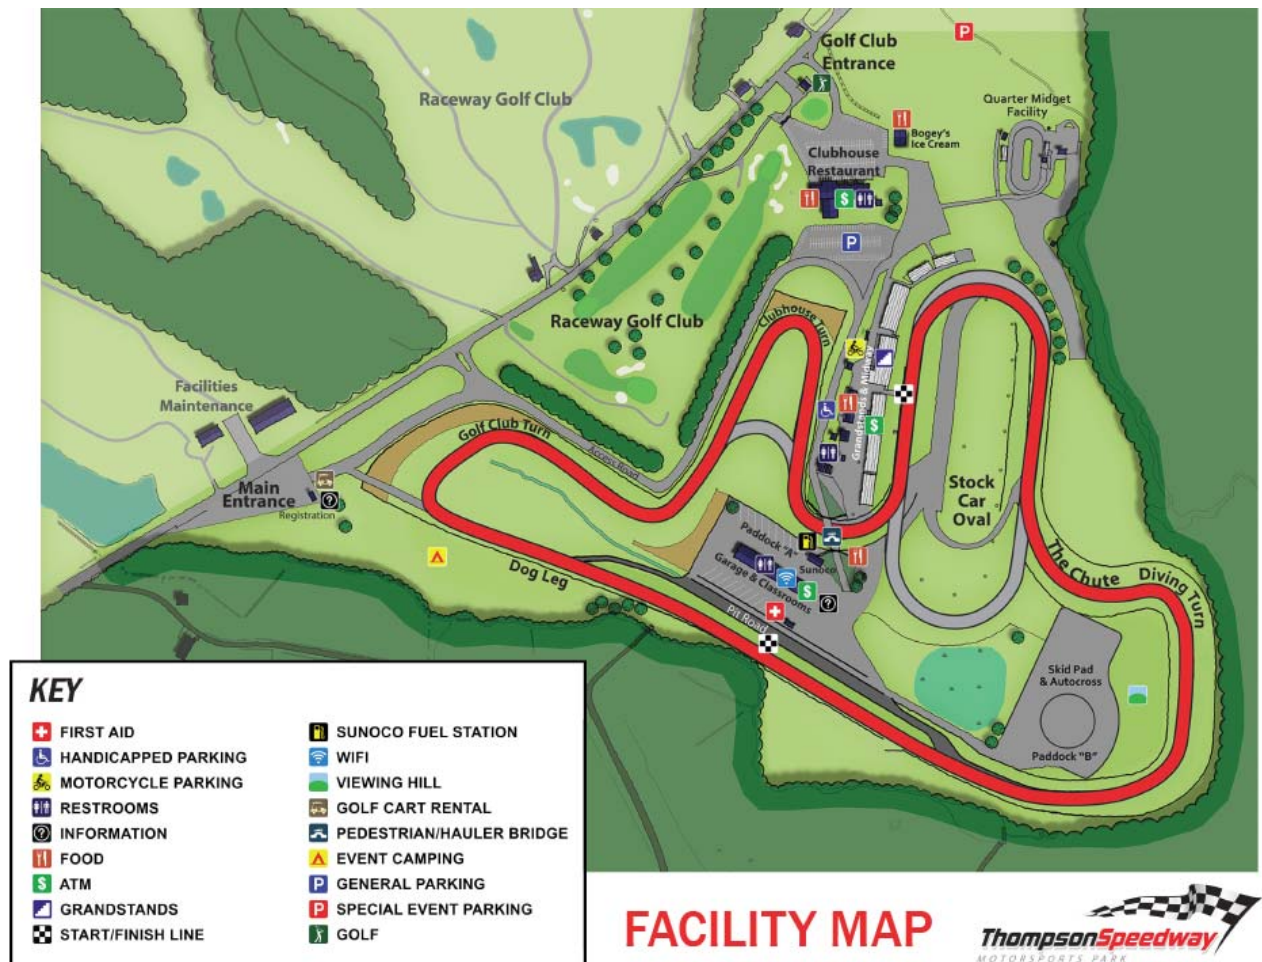 Golf Club
Entrance
P
Raceway Golf Club
Quarter Midget
Facility
Bogey's
Ice Cream
Clubhouse
Restaurant
$
P
Raceway Golf Club
Clubhouse Turn
Grandstands & Midway
$
Facilities
Maintenance
Golf Club Turn
Access Road
Main
Entrance
?
Registration
Stock
Car
Oval
Paddock "A"
Sunoco
Garage & Classrooms
$
?
Dog Leg
Pit Road
The Chute
Diving Turn
Skid Pad
& Autocross
Paddock "B"
KEY
FIRST AID
HANDICAPPED PARKING
MOTORCYCLE PARKING
RESTROOMS
? INFORMATION
FOOD
$ ATM
GRANDSTANDS
START/FINISH LINE
SUNOCO FUEL STATION
WIFI
VIEWING HILL
GOLF CART RENTAL
PEDESTRIAN/HAULER BRIDGE
EVENT CAMPING
P GENERAL PARKING
P SPECIAL EVENT PARKING
GOLF
FACILITY MAP
ThompsonSpeedway
MOTORSPORTS PARK